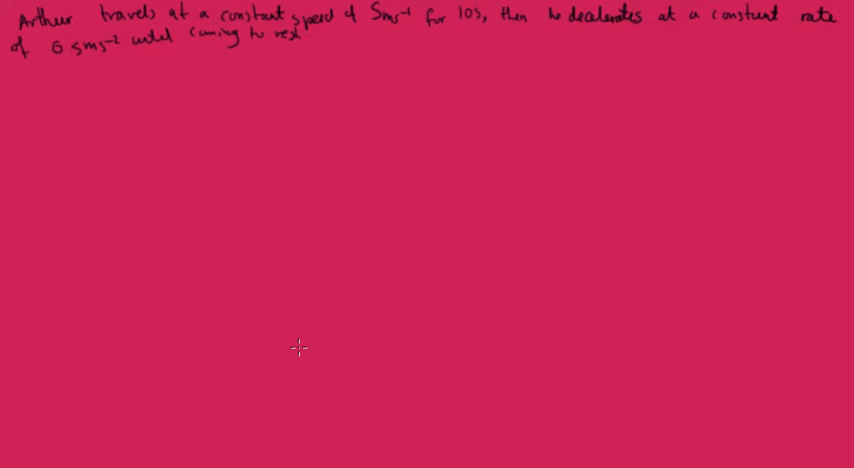 Arthur travels at a constant speed of 5ms⁻¹ for 10s, then he decelerates at a constant rate
of 0.5ms⁻² until coming to rest